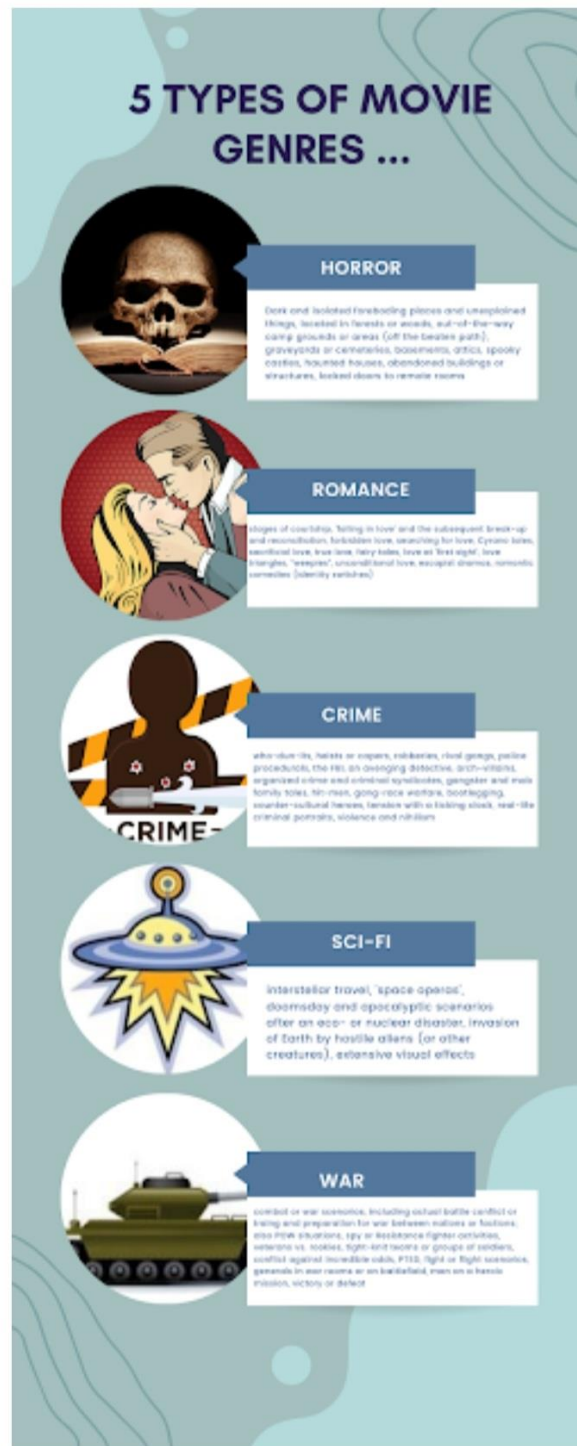 5 TYPES OF MOVIE
GENRES ...
HORROR
Dark and isolated foreboding places and unexplained
things, located in forests or woods, out-of-the-way
camp grounds or areas (off the beaten path),
graveyards or cemeteries, basements, attics, spooky
castles, haunted houses, abandoned buildings or
structures, locked doors to remote rooms
ROMANCE
stages of courtship, 'falling in love' and the subsequent break-up
and reconciliation, forbidden love, searching for love, Cyrano tales,
sacrificial love, true love, fairy tales, love at 'first sight', love
triangles, "weepies", unconditional love, escapist dramas, romantic
comedies (identity switches)
CRIME
who-dun-its, heists or capers, robberies, rival gangs, police
procedurals, the FBI, an avenging detective, arch-villains,
organized crime and criminal syndicates, gangster and mob
family tales, hit-men, gang-race warfare, bootlegging,
counter-cultural heroes, tension with a ticking clock, real-life
criminal portraits, violence and nihilism
-CRIME-
SCI-FI
interstellar travel, 'space operas',
doomsday and apocalyptic scenarios
after an eco- or nuclear disaster, invasion
of Earth by hostile aliens (or other
creatures), extensive visual effects
WAR
combat or war scenarios, including actual battle conflict or
training and preparation for war between nations or factions,
also POW situations, spy or Resistance fighter activities,
veterans vs. rookies, tight-knit teams or groups of soldiers,
conflict against incredible odds, PTSD, fight or flight scenarios,
generals in war rooms or on battlefield, men on a heroic
mission, victory or defeat